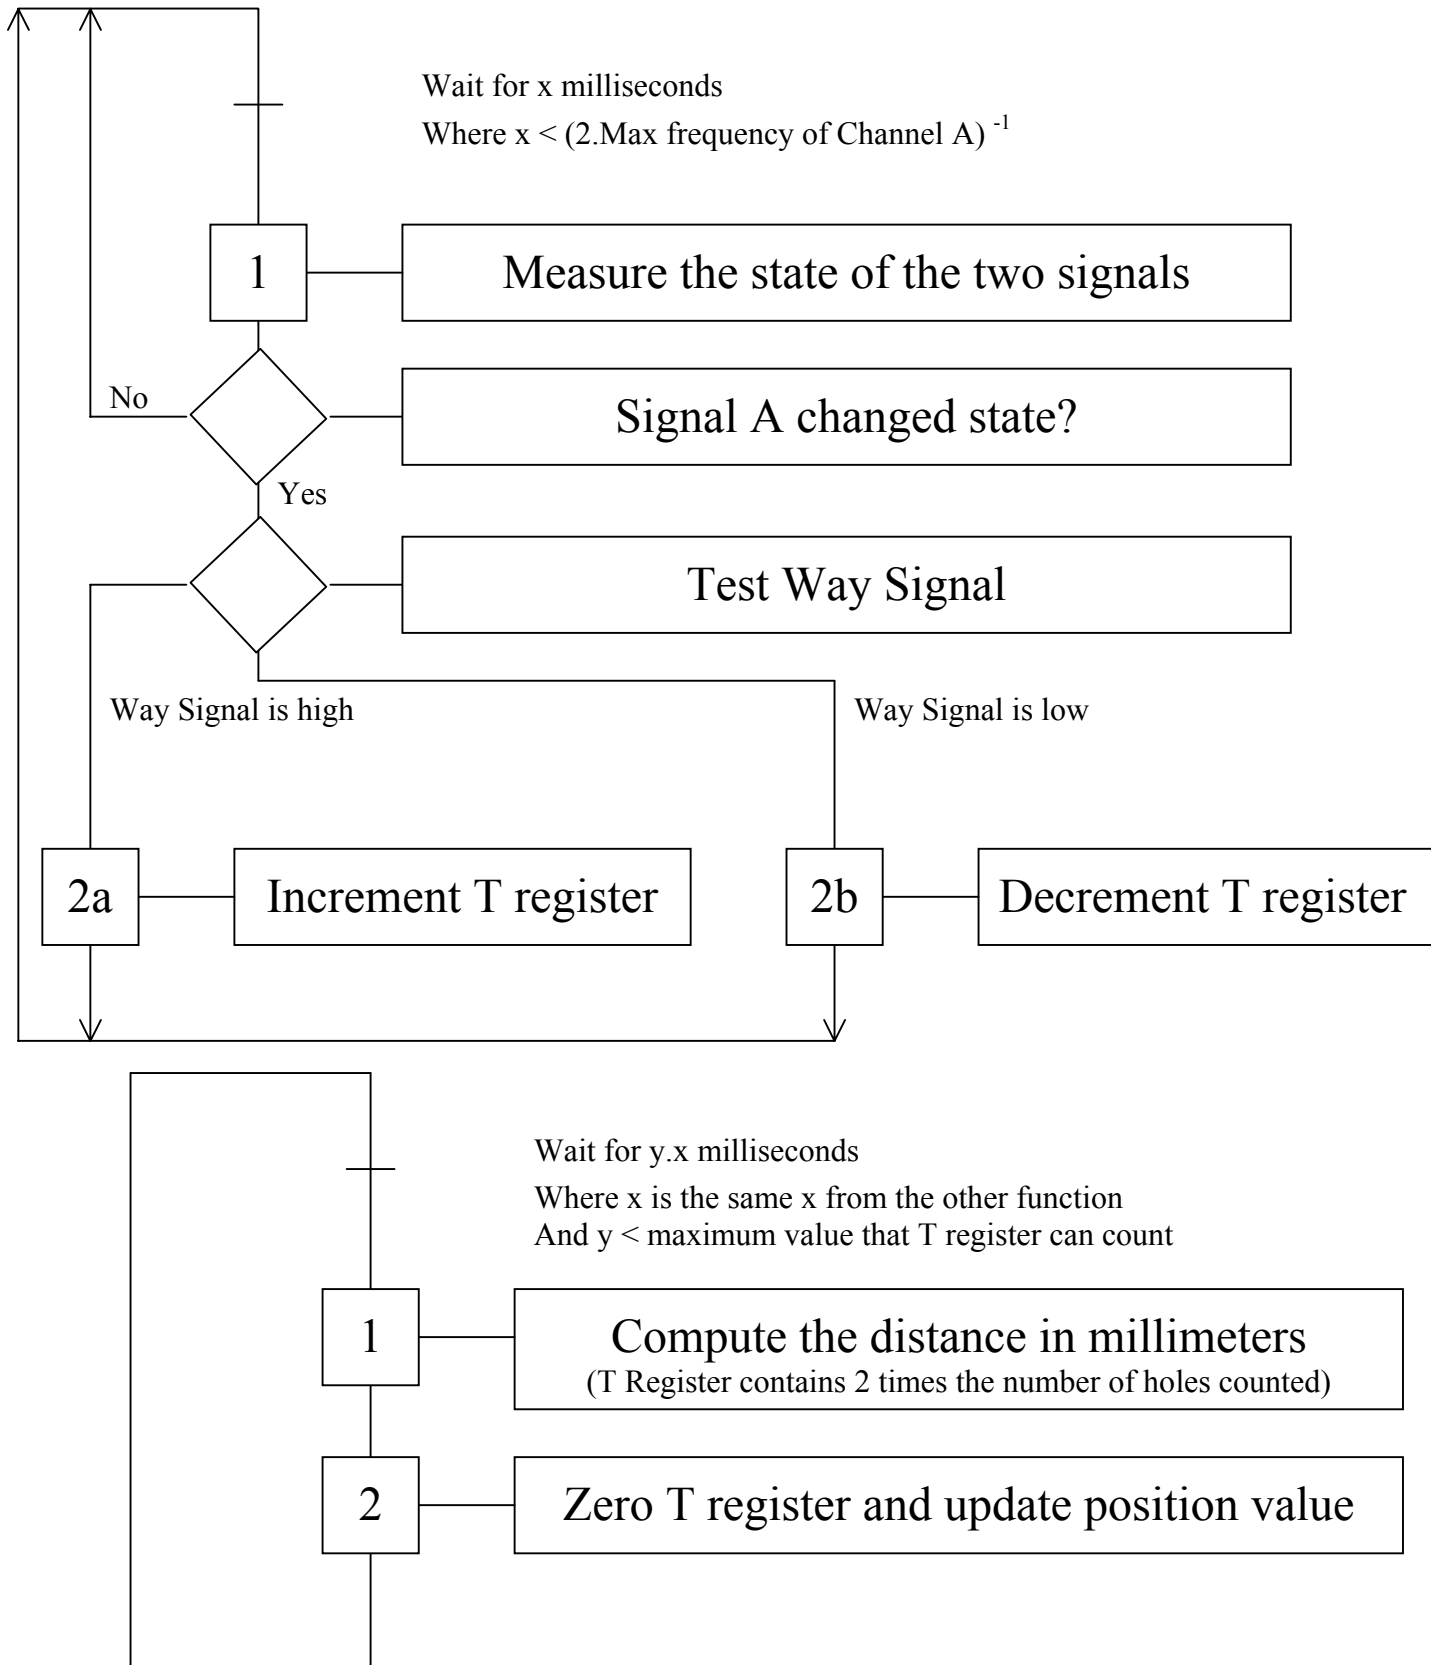 Wait for x milliseconds
Where x < (2.Max frequency of Channel A) -1
1
Measure the state of the two signals
No
Signal A changed state?
Yes
Test Way Signal
Way Signal is high
Way Signal is low
2a
Increment T register
2b
Decrement T register
Wait for y.x milliseconds
Where x is the same x from the other function
And y < maximum value that T register can count
1
Compute the distance in millimeters
(T Register contains 2 times the number of holes counted)
2
Zero T register and update position value